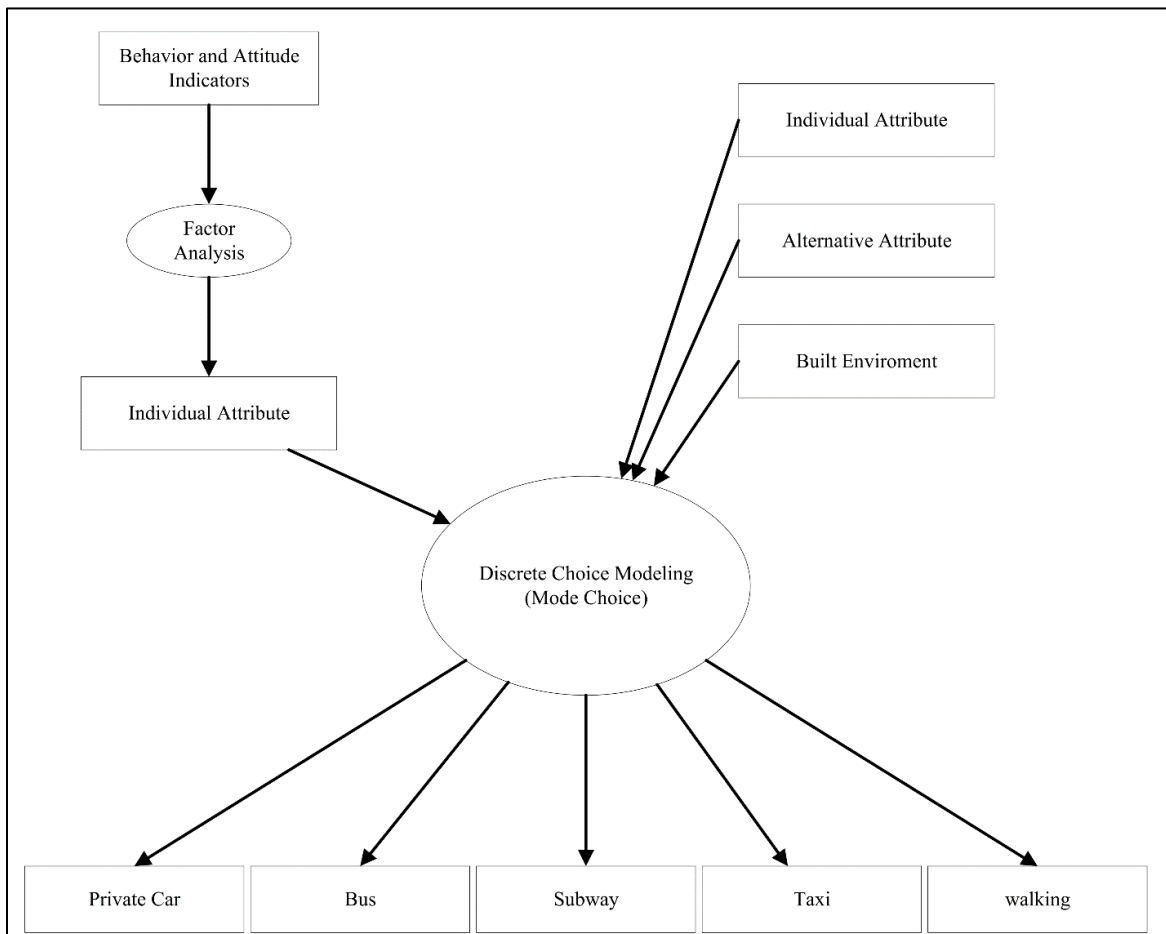 Behavior and Attitude
Indicators
Individual Attribute
Factor
Analysis
Alternative Attribute
Built Enviroment
Individual Attribute
Discrete Choice Modeling
(Mode Choice)
Private Car
Bus
Subway
Taxi
walking